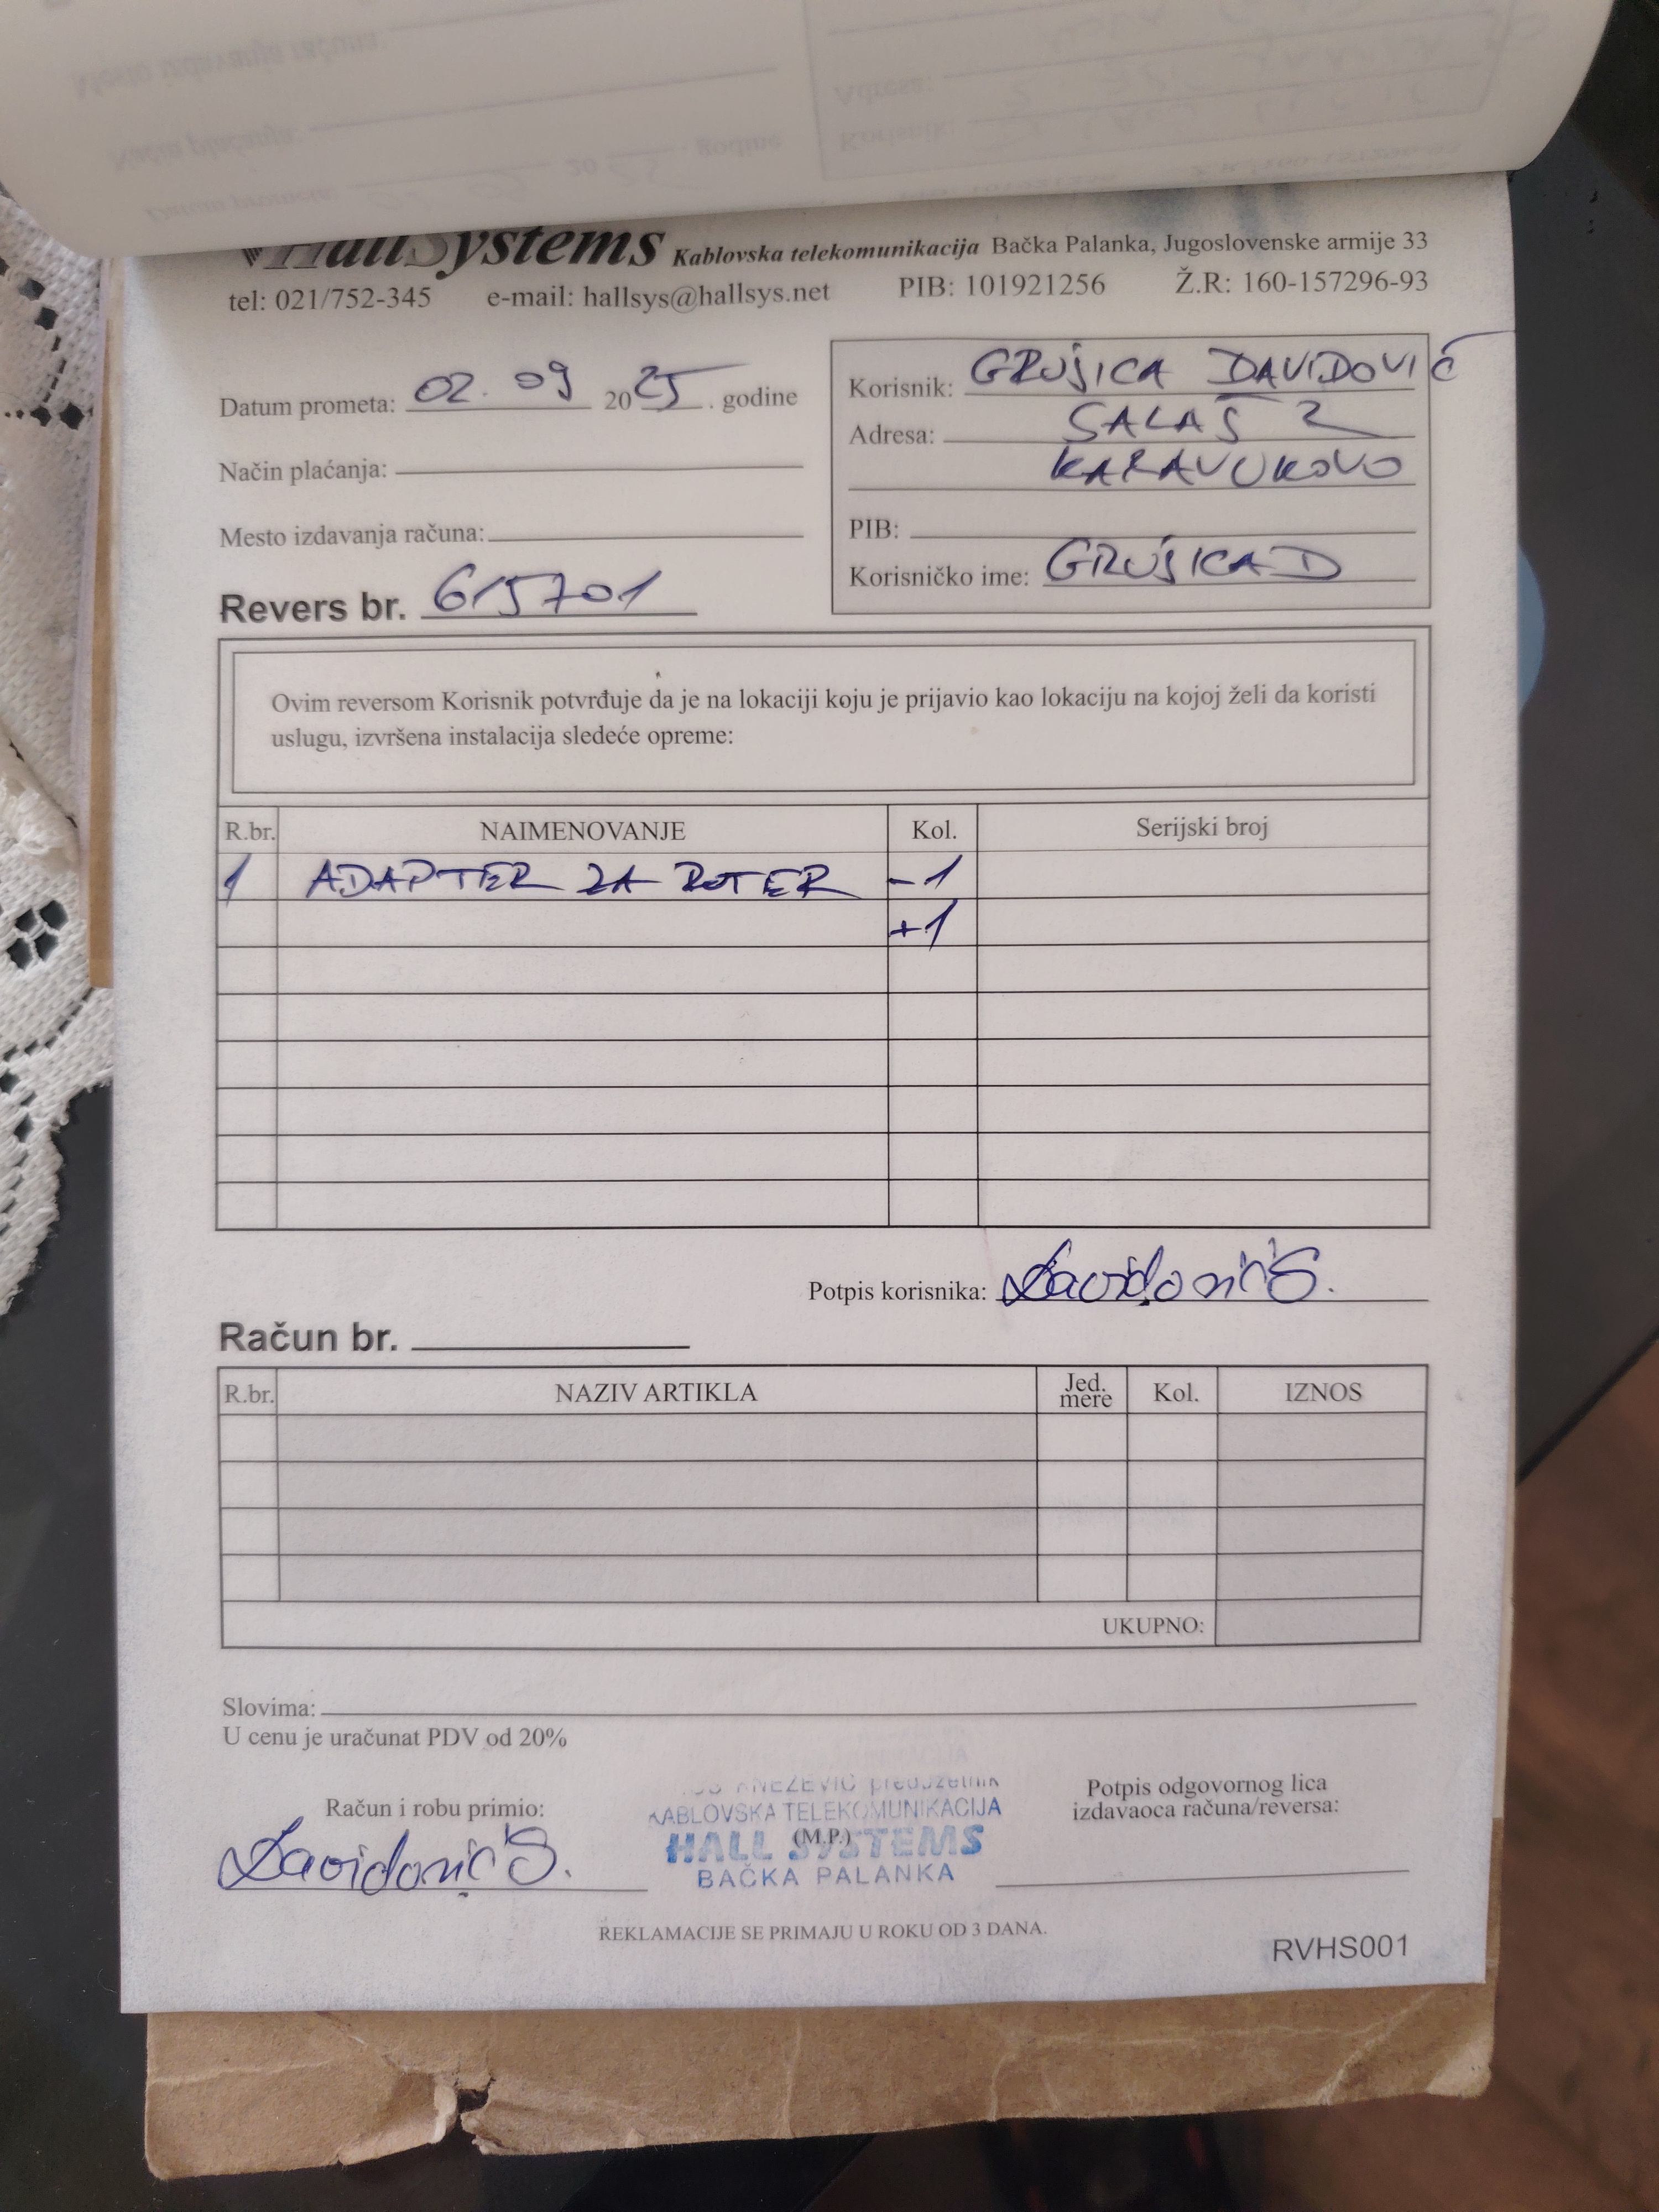 HallSystems Kablovska telekomunikacija Bačka Palanka, Jugoslovenske armije 33
tel: 021/752-345 e-mail: hallsys@hallsys.net PIB: 101921256 Ž.R: 160-157296-93
Datum prometa: 02. 09 2025. godine
Način plaćanja:
Mesto izdavanja računa:
Revers br. 615701
Korisnik: GRUJICA DAVIDOVIĆ
Adresa: SALAŠ 2
KARAVUKOVO
PIB:
Korisničko ime: GRUJICAD
Ovim reversom Korisnik potvrđuje da je na lokaciji koju je prijavio kao lokaciju na kojoj želi da koristi
uslugu, izvršena instalacija sledeće opreme:
R.br. NAIMENOVANJE Kol. Serijski broj
1 ADAPTER ZA ROTER -1
+1
Potpis korisnika: Davidović S.
Račun br.
R.br. NAZIV ARTIKLA Jed. mere Kol. IZNOS
UKUPNO:
Slovima:
U cenu je uračunat PDV od 20%
Račun i robu primio:
Davidović S.
KNEŽEVIĆ preduzetnik
KABLOVSKA TELEKOMUNIKACIJA
(M.P.)
HALL SYSTEMS
BAČKA PALANKA
Potpis odgovornog lica
izdavaoca računa/reversa:
REKLAMACIJE SE PRIMAJU U ROKU OD 3 DANA.
RVHS001